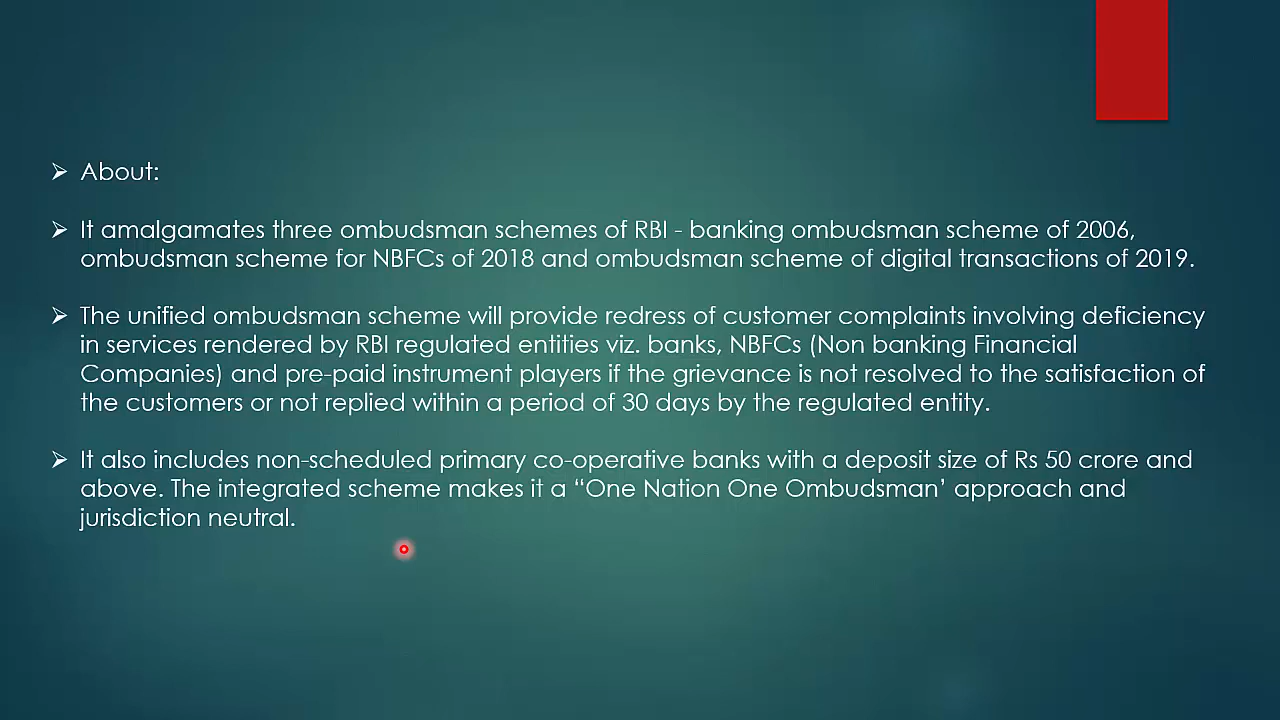 About:
It amalgamates three ombudsman schemes of RBI - banking ombudsman scheme of 2006,
ombudsman scheme for NBFCs of 2018 and ombudsman scheme of digital transactions of 2019.
The unified ombudsman scheme will provide redress of customer complaints involving deficiency
in services rendered by RBI regulated entities viz. banks, NBFCs (Non banking Financial
Companies) and pre-paid instrument players if the grievance is not resolved to the satisfaction of
the customers or not replied within a period of 30 days by the regulated entity.
It also includes non-scheduled primary co-operative banks with a deposit size of Rs 50 crore and
above. The integrated scheme makes it a “One Nation One Ombudsman’ approach and
jurisdiction neutral.